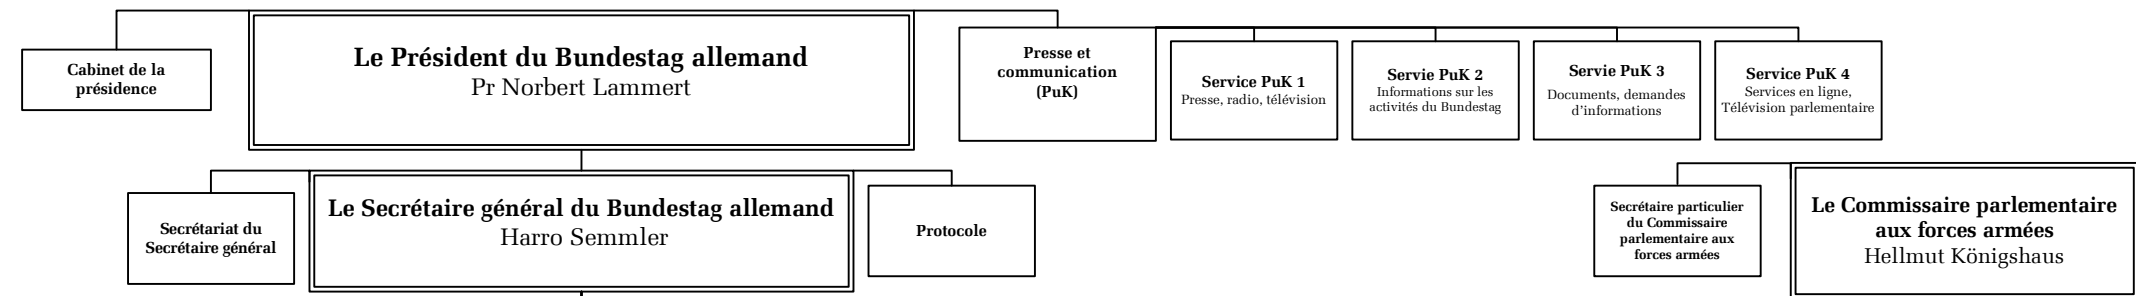 Cabinet de la
présidence
Le Président du Bundestag allemand
Pr Norbert Lammert
Presse et
communication
(PuK)
Service PuK 1
Presse, radio, télévision
Servie PuK 2
Informations sur les
activités du Bundestag
Servie PuK 3
Documents, demandes
d'informations
Service PuK 4
Services en ligne,
Télévision parlementaire
Secrétariat du
Secrétaire général
Le Secrétaire général du Bundestag allemand
Harro Semmler
Protocole
Secrétaire particulier
du Commissaire
parlementaire aux
forces armées
Le Commissaire parlementaire
aux forces armées
Hellmut Königshaus